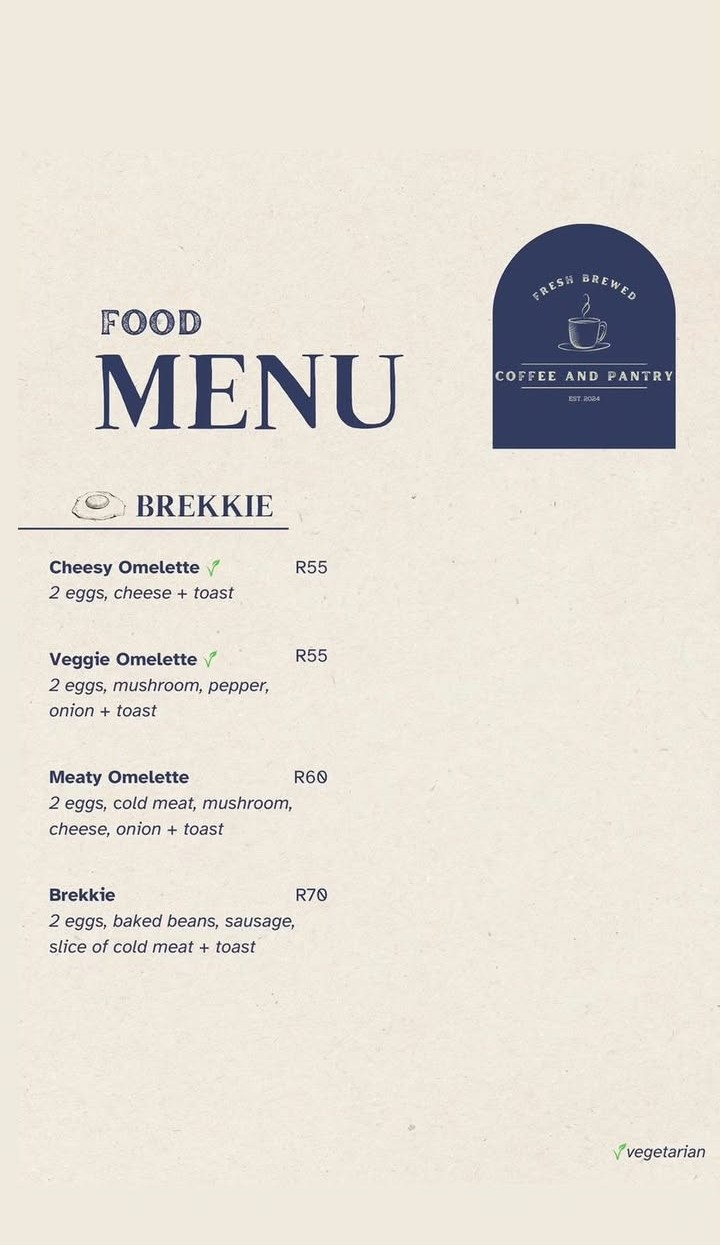 FRESH BREWED
COFFEE AND PANTRY
EST. 2024
FOOD
MENU
BREKKIE
Cheesy Omelette R55
2 eggs, cheese + toast
Veggie Omelette R55
2 eggs, mushroom, pepper,
onion + toast
Meaty Omelette R60
2 eggs, cold meat, mushroom,
cheese, onion + toast
Brekkie R70
2 eggs, baked beans, sausage,
slice of cold meat + toast
vegetarian